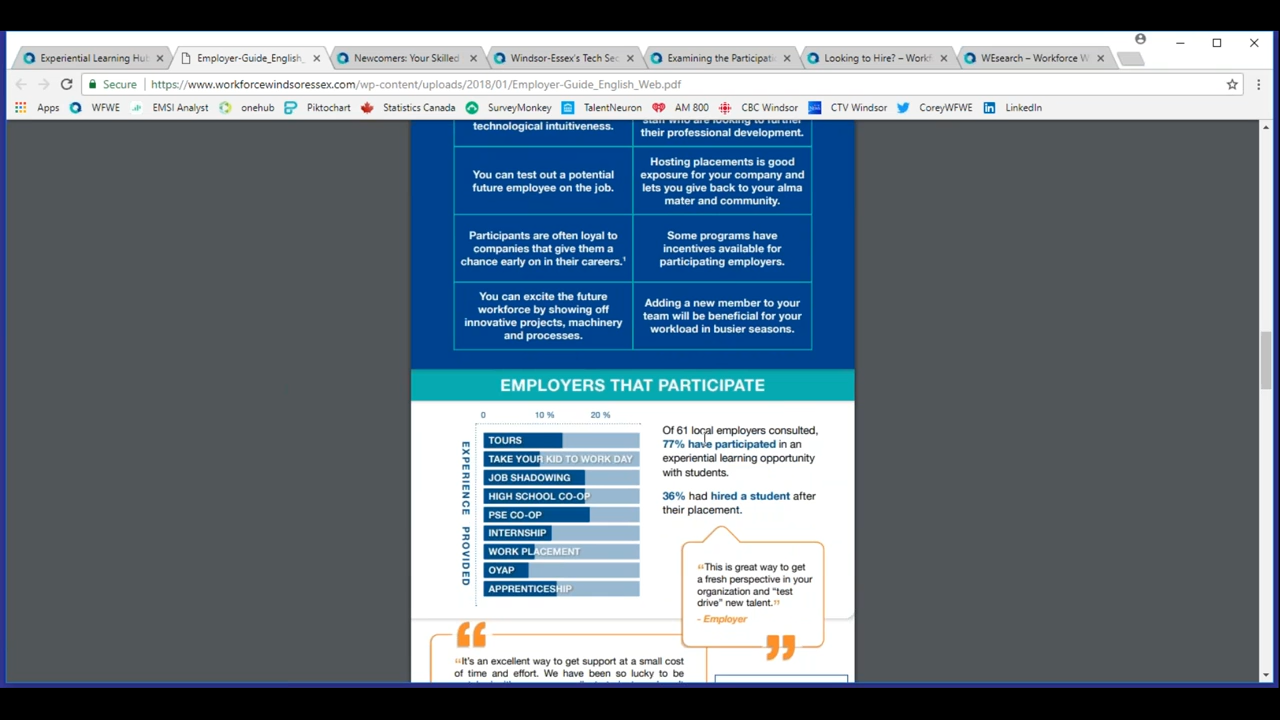 Experiential Learning Hu
Employer-Guide_English_
Newcomers: Your Skilled
Windsor-Essex's Tech Sec
Examining the Participati
Looking to Hire? – Work
WEsearch – Workforce W
Secure
https://www.workforcewindsoressex.com/wp-content/uploads/2018/01/Employer-Guide_English_Web.pdf
Apps
WFWE
EMSI Analyst
onehub
Piktochart
Statistics Canada
SurveyMonkey
TalentNeuron
AM 800
CBC Windsor
CTV Windsor
CoreyWFWE
LinkedIn
technological intuitiveness.
staff who are looking to further
their professional development.
You can test out a potential
future employee on the job.
Hosting placements is good
exposure for your company and
lets you give back to your alma
mater and community.
Participants are often loyal to
companies that give them a
chance early on in their careers.¹
Some programs have
incentives available for
participating employers.
You can excite the future
workforce by showing off
innovative projects, machinery
and processes.
Adding a new member to your
team will be beneficial for your
workload in busier seasons.
EMPLOYERS THAT PARTICIPATE
0 10 % 20 %
EXPERIENCE PROVIDED
TOURS
TAKE YOUR KID TO WORK DAY
JOB SHADOWING
HIGH SCHOOL CO-OP
PSE CO-OP
INTERNSHIP
WORK PLACEMENT
OYAP
APPRENTICESHIP
Of 61 local employers consulted,
77% have participated in an
experiential learning opportunity
with students.
36% had hired a student after
their placement.
"This is great way to get
a fresh perspective in your
organization and "test
drive" new talent."
- Employer
"It's an excellent way to get support at a small cost
of time and effort. We have been so lucky to be